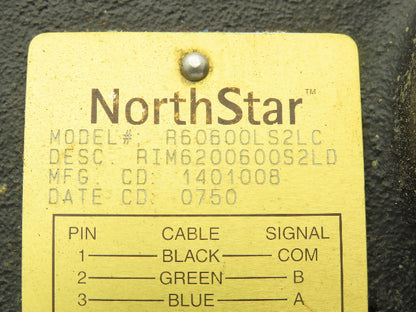 NorthStar™
MODEL#: R60600LS2LC
DESC. RIM6200600S2LD
MFG. CD: 1401008
DATE CD: 0750
PIN CABLE SIGNAL
1 BLACK COM
2 GREEN B
3 BLUE A